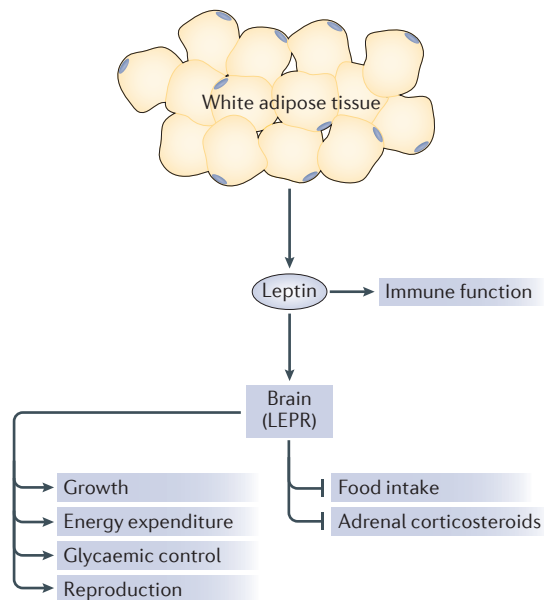 White adipose tissue
Leptin
Immune function
Brain
(LEPR)
Growth
Energy expenditure
Glycaemic control
Reproduction
Food intake
Adrenal corticosteroids